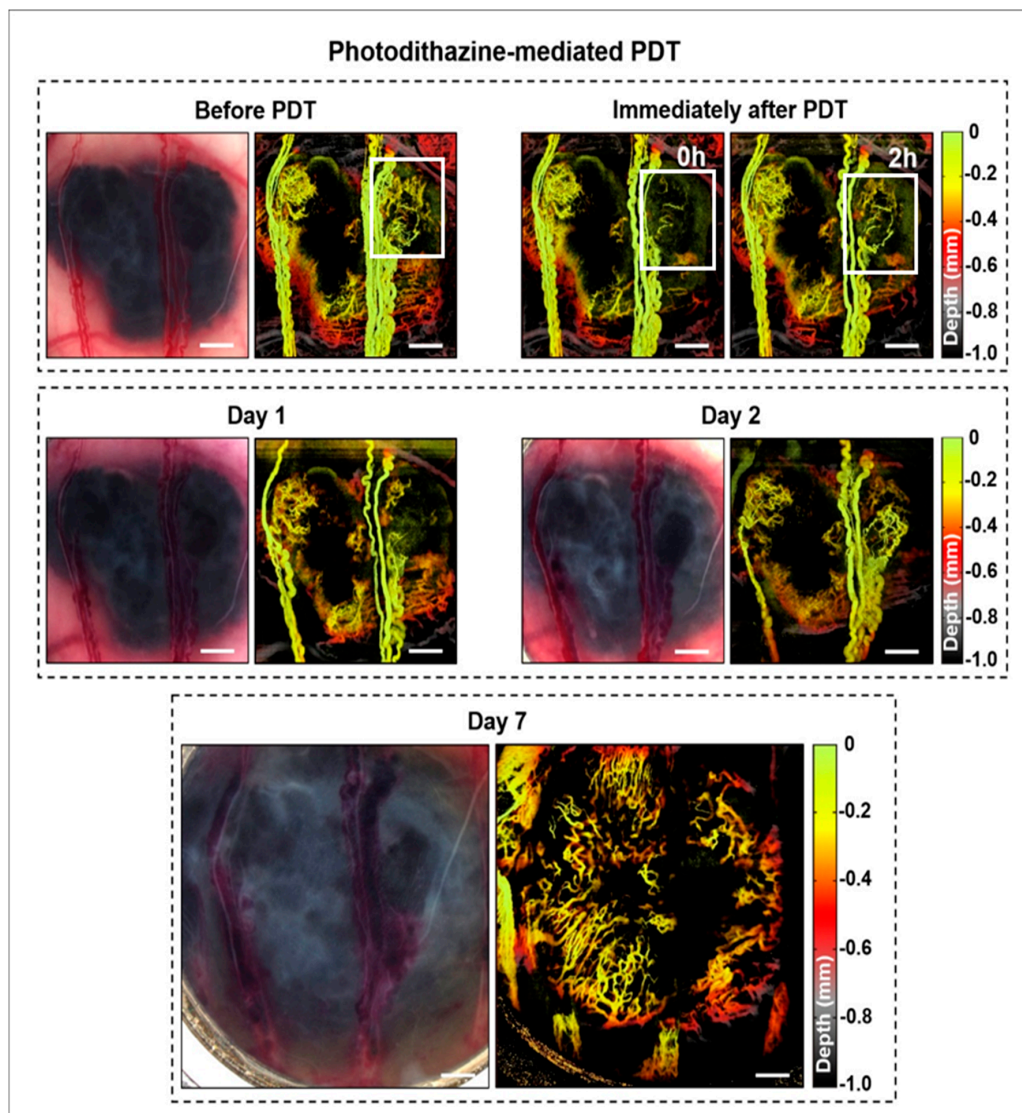 Photodithazine-mediated PDT
Before PDT
Immediately after PDT
0h
2h
0
-0.2
-0.4
-0.6
-0.8
-1.0
Depth (mm)
Day 1
Day 2
0
-0.2
-0.4
-0.6
-0.8
-1.0
Depth (mm)
Day 7
0
-0.2
-0.4
-0.6
-0.8
-1.0
Depth (mm)